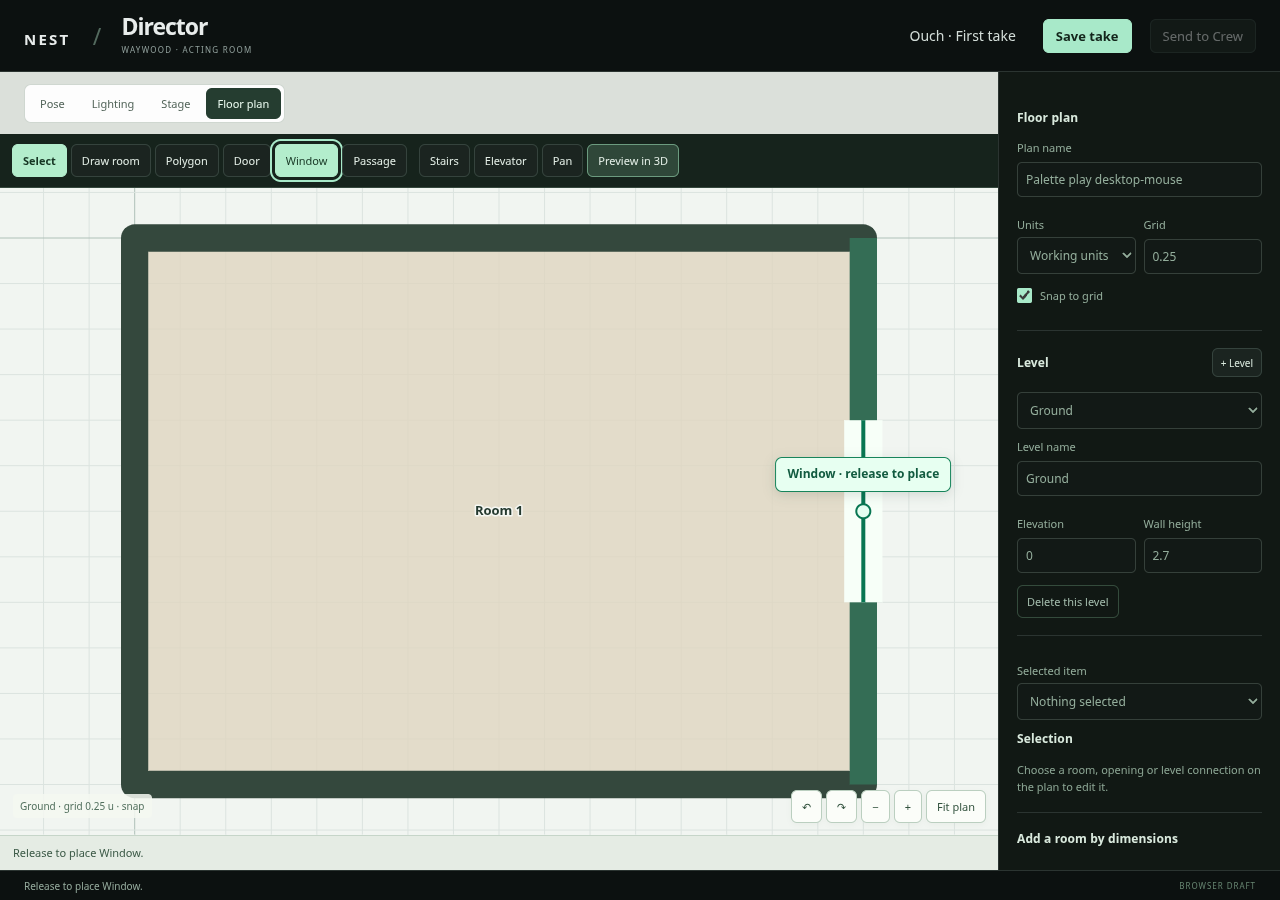 NEST / Director
WAYWOOD · ACTING ROOM
Ouch · First take
Save take
Send to Crew
Pose
Lighting
Stage
Floor plan
Select
Draw room
Polygon
Door
Window
Passage
Stairs
Elevator
Pan
Preview in 3D
Window · release to place
Room 1
Ground · grid 0.25 u · snap
↶
↷
−
+
Fit plan
Release to place Window.
Floor plan
Plan name
Palette play desktop-mouse
Units
Grid
Working units
0.25
Snap to grid
Level
+ Level
Ground
Level name
Ground
Elevation
Wall height
0
2.7
Delete this level
Selected item
Nothing selected
Selection
Choose a room, opening or level connection on
the plan to edit it.
Add a room by dimensions
Release to place Window.
BROWSER DRAFT